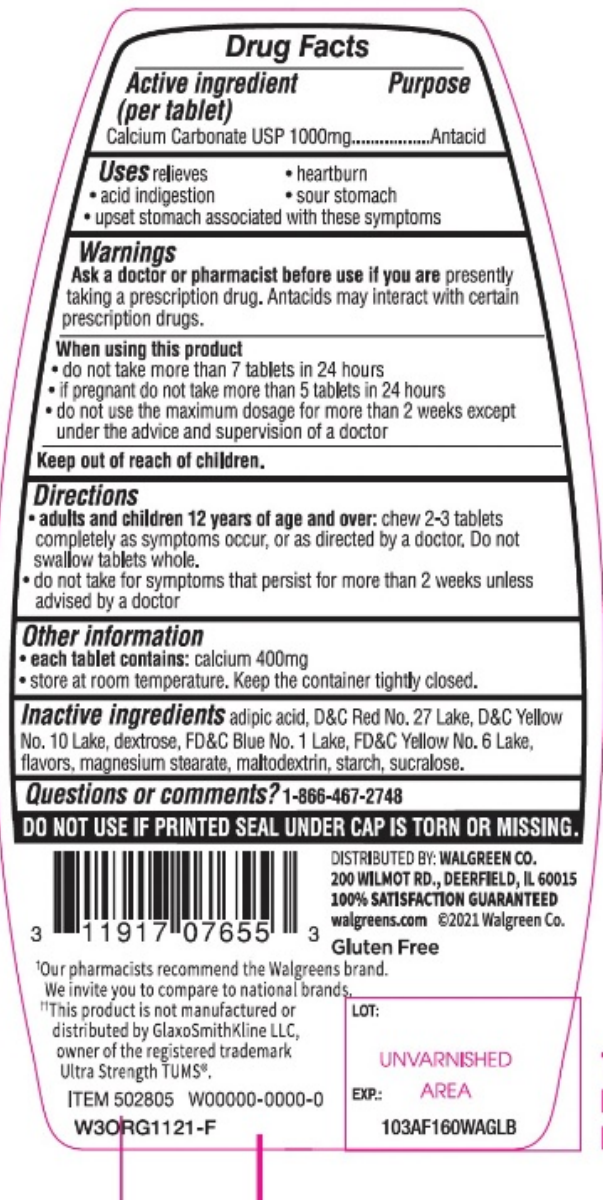 Drug Facts
Active ingredient Purpose
(per tablet)
Calcium Carbonate USP 1000mg..................Antacid
Uses relieves • heartburn
• acid indigestion • sour stomach
• upset stomach associated with these symptoms
Warnings
Ask a doctor or pharmacist before use if you are presently
taking a prescription drug. Antacids may interact with certain
prescription drugs.
When using this product
• do not take more than 7 tablets in 24 hours
• if pregnant do not take more than 5 tablets in 24 hours
• do not use the maximum dosage for more than 2 weeks except
under the advice and supervision of a doctor
Keep out of reach of children.
Directions
• adults and children 12 years of age and over: chew 2-3 tablets
completely as symptoms occur, or as directed by a doctor. Do not
swallow tablets whole.
• do not take for symptoms that persist for more than 2 weeks unless
advised by a doctor
Other information
• each tablet contains: calcium 400mg
• store at room temperature. Keep the container tightly closed.
Inactive ingredients adipic acid, D&C Red No. 27 Lake, D&C Yellow
No. 10 Lake, dextrose, FD&C Blue No. 1 Lake, FD&C Yellow No. 6 Lake,
flavors, magnesium stearate, maltodextrin, starch, sucralose.
Questions or comments? 1-866-467-2748
DO NOT USE IF PRINTED SEAL UNDER CAP IS TORN OR MISSING.
3 11917 07655 3
DISTRIBUTED BY: WALGREEN CO.
200 WILMOT RD., DEERFIELD, IL 60015
100% SATISFACTION GUARANTEED
walgreens.com ©2021 Walgreen Co.
Gluten Free
†Our pharmacists recommend the Walgreens brand.
We invite you to compare to national brands.
††This product is not manufactured or
distributed by GlaxoSmithKline LLC,
owner of the registered trademark
Ultra Strength TUMS®.
ITEM 502805 W00000-0000-0
W3ORG1121-F
LOT:
UNVARNISHED
AREA
EXP.:
103AF160WAGLB